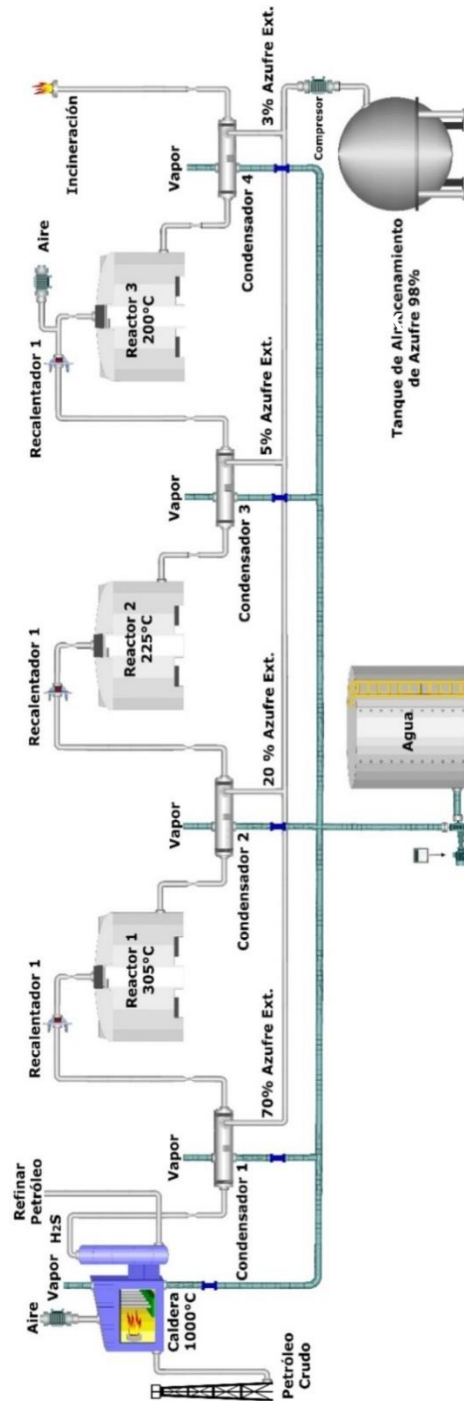 Refinar
Petróleo
Aire
Vapor
H2S
Caldera
1000°C
Petróleo
Crudo
Vapor
Condensador 1
70% Azufre Ext.
Recalentador 1
Reactor 1
305°C
Vapor
Condensador 2
20 % Azufre Ext.
Recalentador 1
Reactor 2
225°C
Vapor
Condensador 3
5% Azufre Ext.
Recalentador 1
Aire
Reactor 3
200°C
Vapor
Condensador 4
3% Azufre Ext.
Incineración
Agua
Compresor
Tanque de Almacenamiento
de Azufre 98%